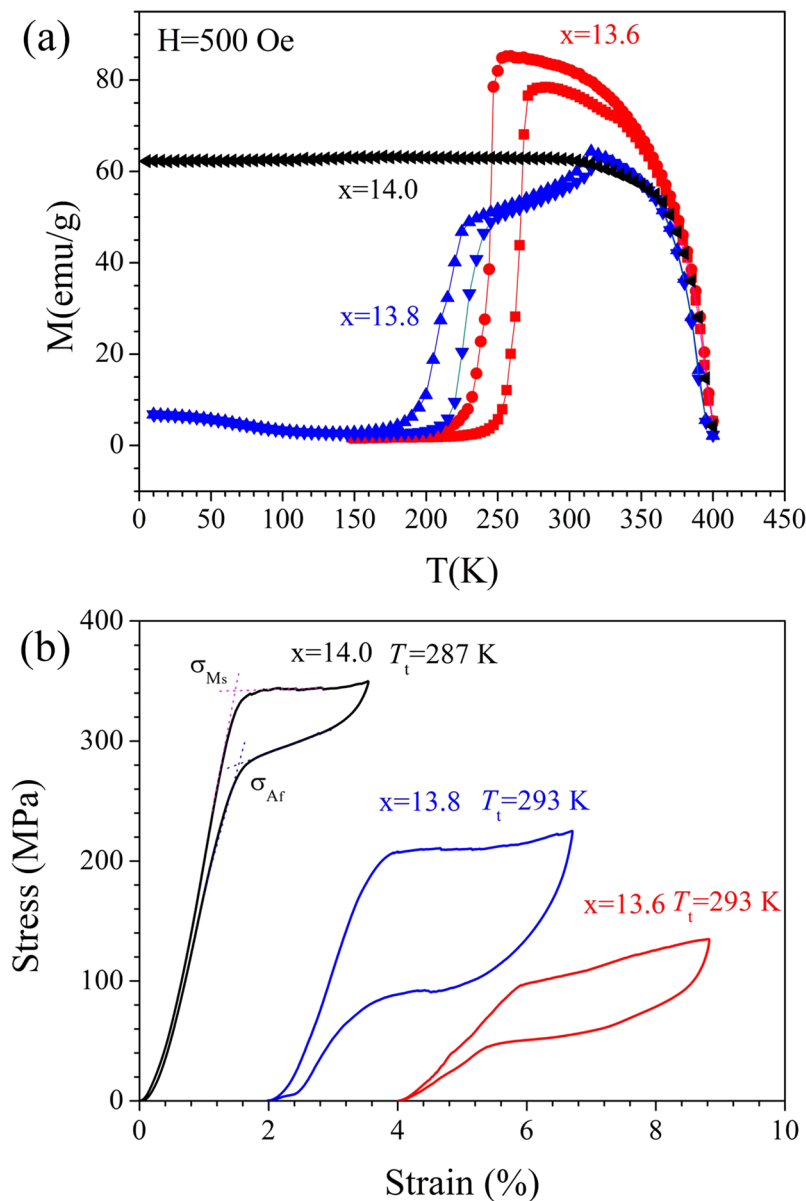 (a)
H=500 Oe
x=13.6
x=14.0
x=13.8
M(emu/g)
80
60
40
20
0
0 50 100 150 200 250 300 350 400 450
T(K)
(b)
400
300
200
100
0
σMs
x=14.0 Tt=287 K
σAf
x=13.8 Tt=293 K
x=13.6 Tt=293 K
Stress (MPa)
0 2 4 6 8 10
Strain (%)